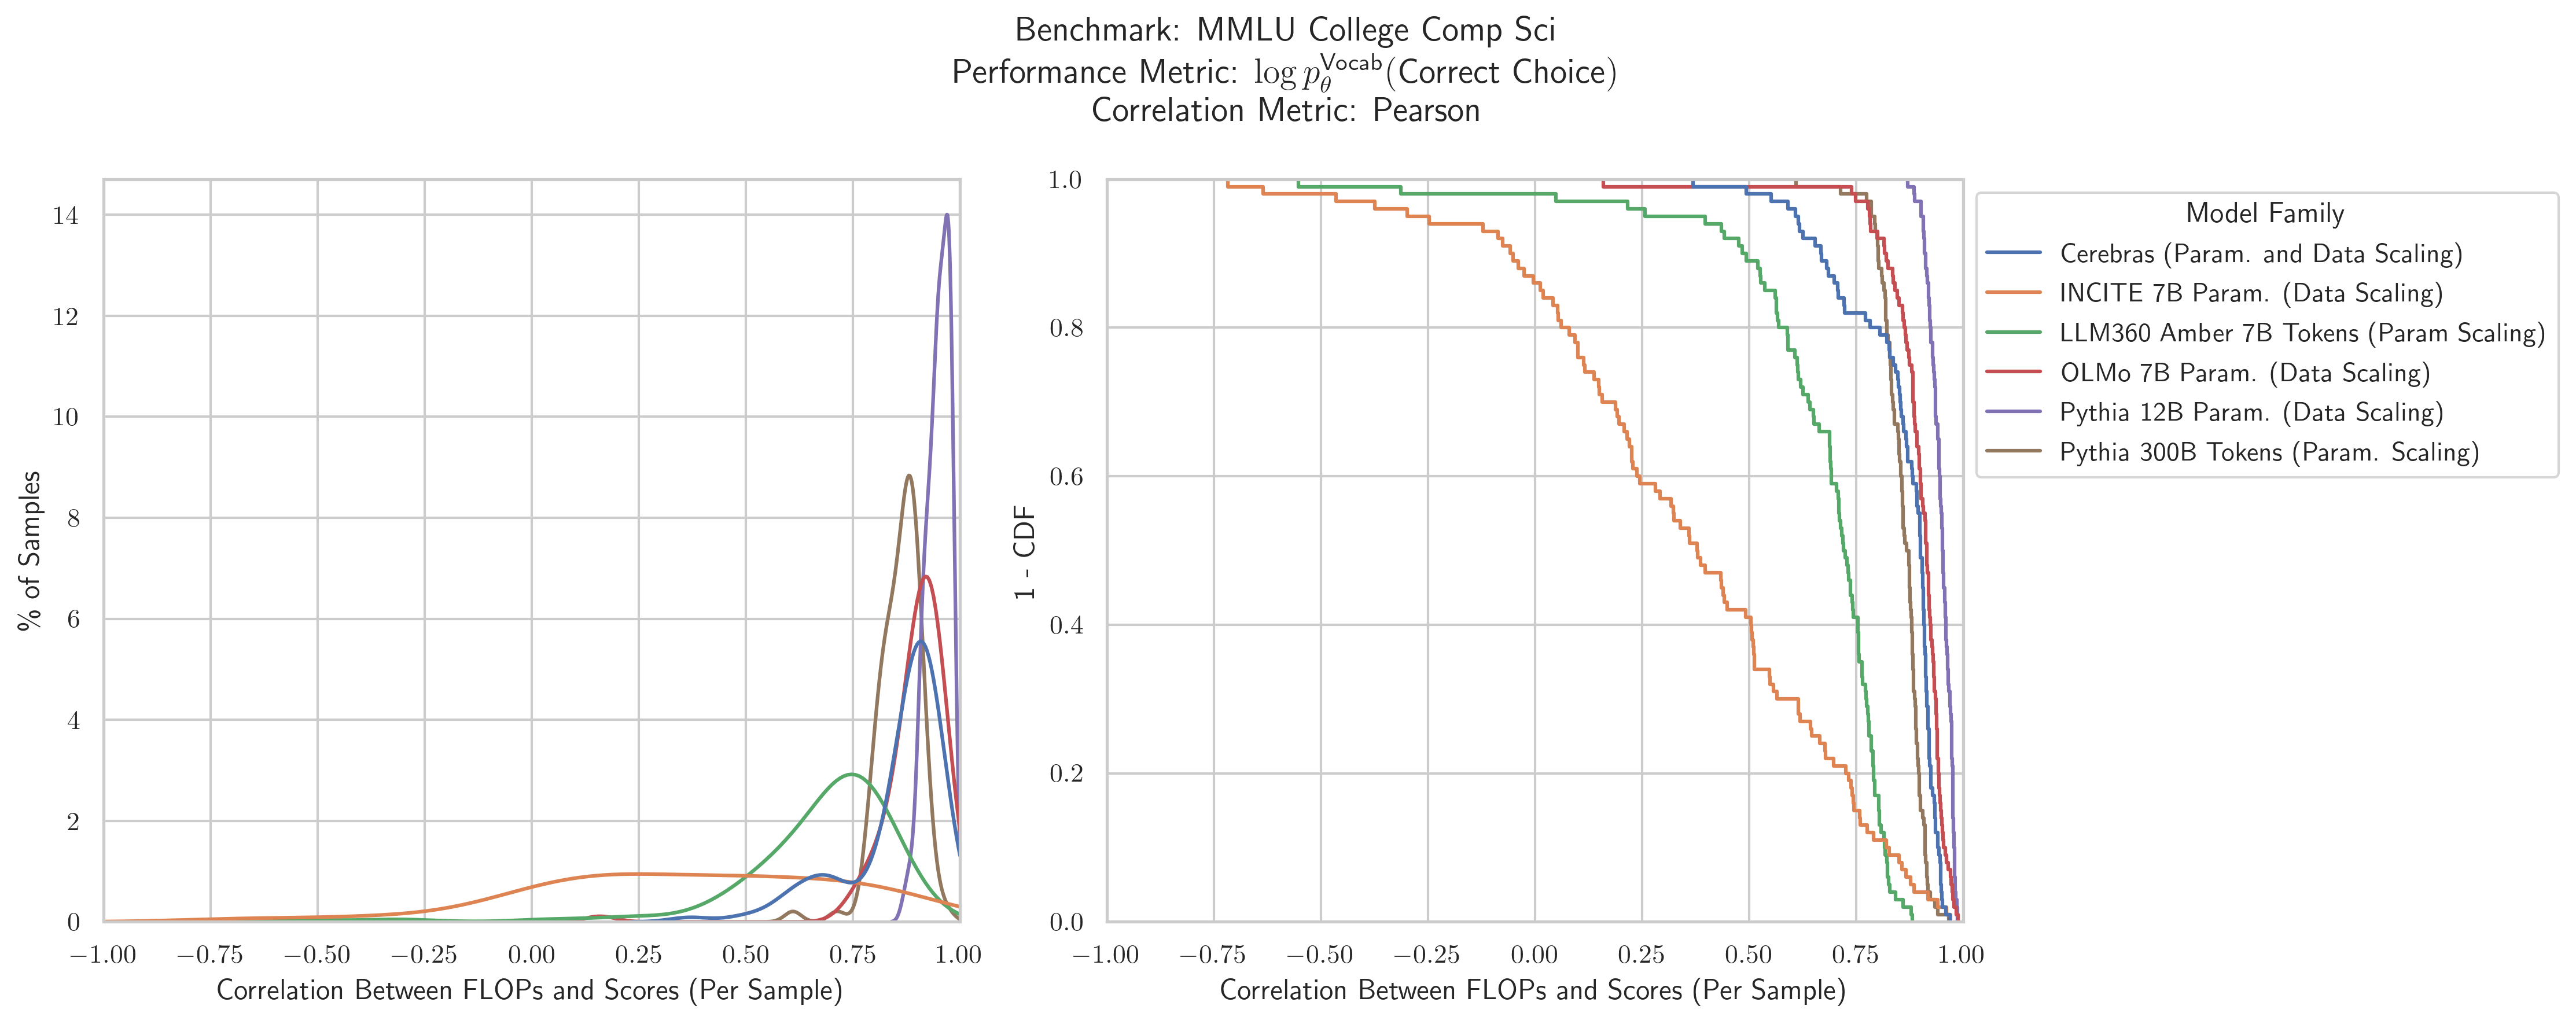 Benchmark: MMLU College Comp Sci
Performance Metric: log p_θ^Vocab(Correct Choice)
Correlation Metric: Pearson
% of Samples
14
12
10
8
6
4
2
0
−1.00 −0.75 −0.50 −0.25 0.00 0.25 0.50 0.75 1.00
Correlation Between FLOPs and Scores (Per Sample)
1 - CDF
1.0
0.8
0.6
0.4
0.2
0.0
−1.00 −0.75 −0.50 −0.25 0.00 0.25 0.50 0.75 1.00
Correlation Between FLOPs and Scores (Per Sample)
Model Family
Cerebras (Param. and Data Scaling)
INCITE 7B Param. (Data Scaling)
LLM360 Amber 7B Tokens (Param Scaling)
OLMo 7B Param. (Data Scaling)
Pythia 12B Param. (Data Scaling)
Pythia 300B Tokens (Param. Scaling)